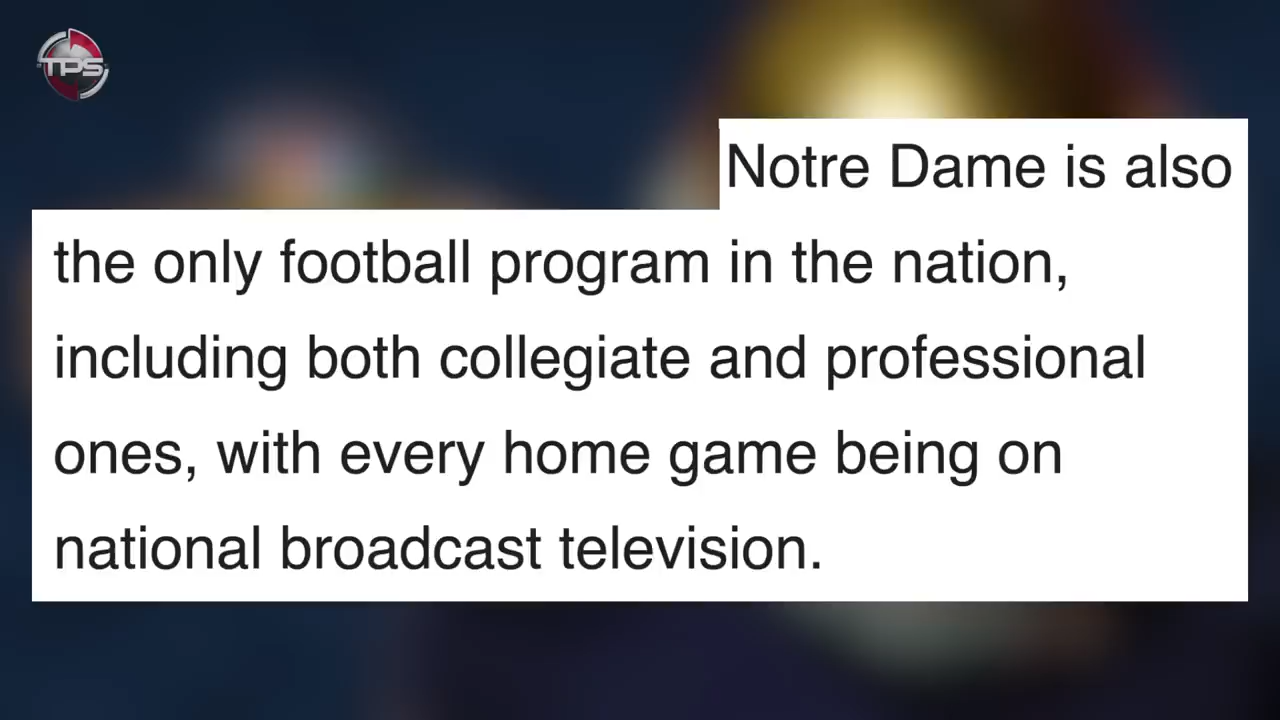 TPS
Notre Dame is also
the only football program in the nation,
including both collegiate and professional
ones, with every home game being on
national broadcast television.